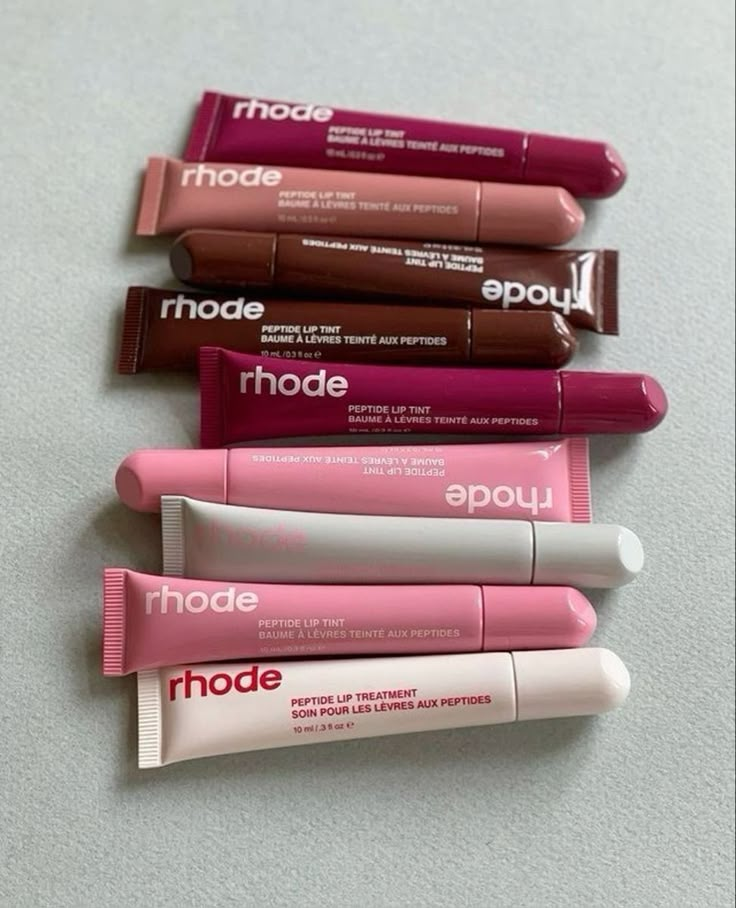 rhode
PEPTIDE LIP TINT
BAUME À LÈVRES TEINTÉ AUX PEPTIDES
rhode
PEPTIDE LIP TINT
BAUME À LÈVRES TEINTÉ AUX PEPTIDES
rhode
PEPTIDE LIP TINT
BAUME À LÈVRES TEINTÉ AUX PEPTIDES
rhode
PEPTIDE LIP TINT
BAUME À LÈVRES TEINTÉ AUX PEPTIDES
10 mL/0.3 fl oz ℮
rhode
PEPTIDE LIP TINT
BAUME À LÈVRES TEINTÉ AUX PEPTIDES
rhode
PEPTIDE LIP TINT
BAUME À LÈVRES TEINTÉ AUX PEPTIDES
rhode
rhode
PEPTIDE LIP TINT
BAUME À LÈVRES TEINTÉ AUX PEPTIDES
rhode
PEPTIDE LIP TREATMENT
SOIN POUR LES LÈVRES AUX PEPTIDES
10 ml / .3 fl oz ℮